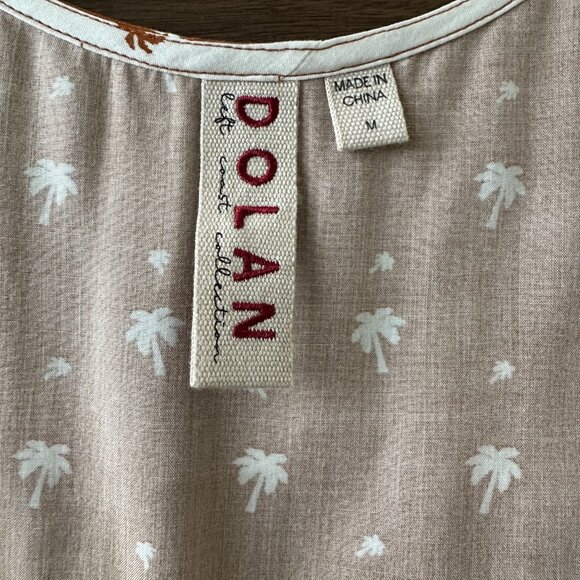 DOLAN
left coast collection
MADE IN
CHINA
M